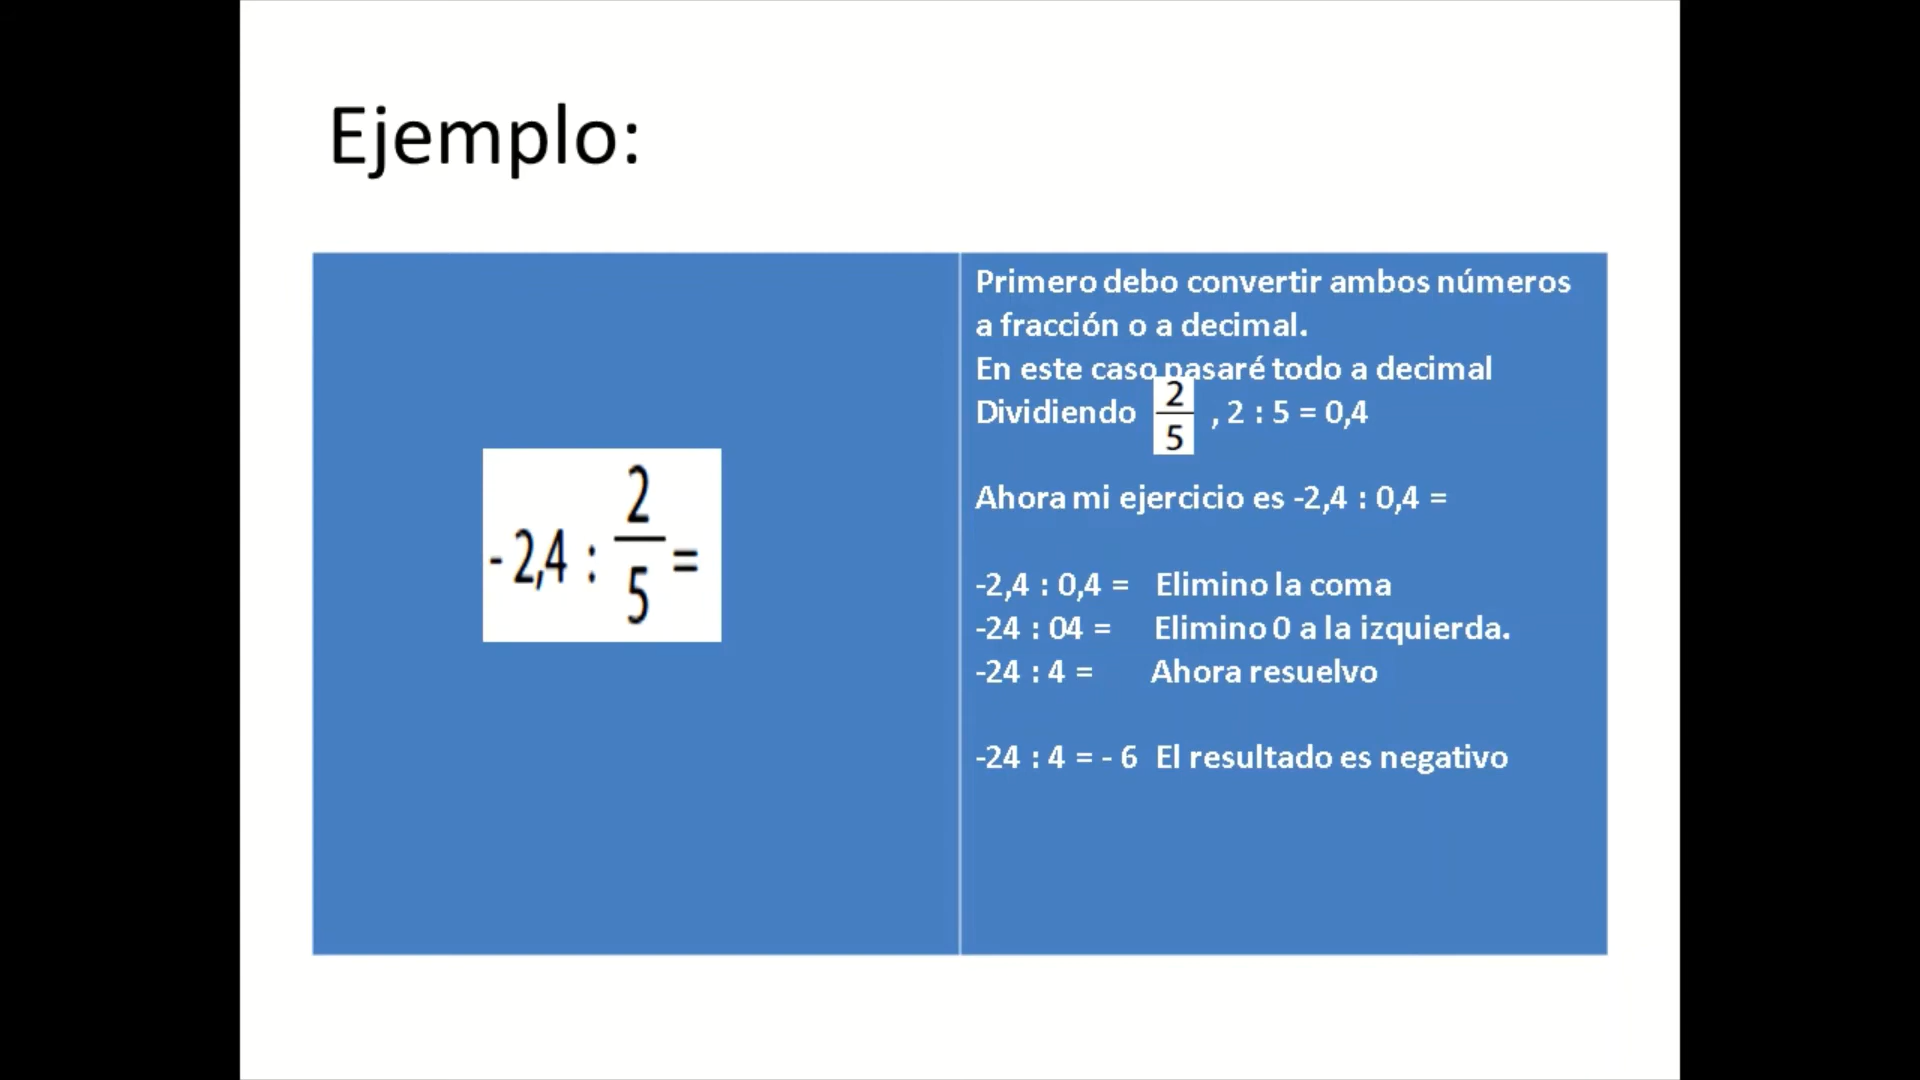 Ejemplo:
- 2,4 : 2/5 =
Primero debo convertir ambos números
a fracción o a decimal.
En este caso pasaré todo a decimal
Dividiendo 2/5 , 2 : 5 = 0,4
Ahora mi ejercicio es -2,4 : 0,4 =
-2,4 : 0,4 = Elimino la coma
-24 : 04 = Elimino 0 a la izquierda.
-24 : 4 = Ahora resuelvo
-24 : 4 = - 6 El resultado es negativo